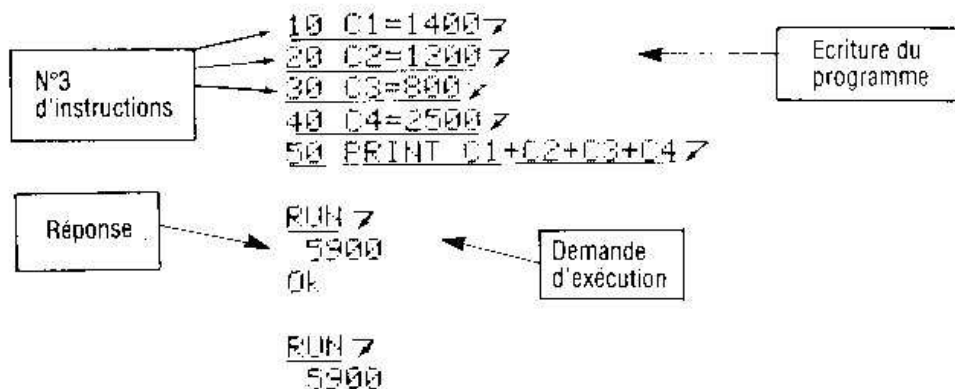 10 C1=1400
20 C2=1200
30 C3=800
40 C4=2500
50 PRINT C1+C2+C3+C4
N°3
d'instructions
Ecriture du
programme
RUN
5900
Ok
Réponse
Demande
d'exécution
RUN
5900